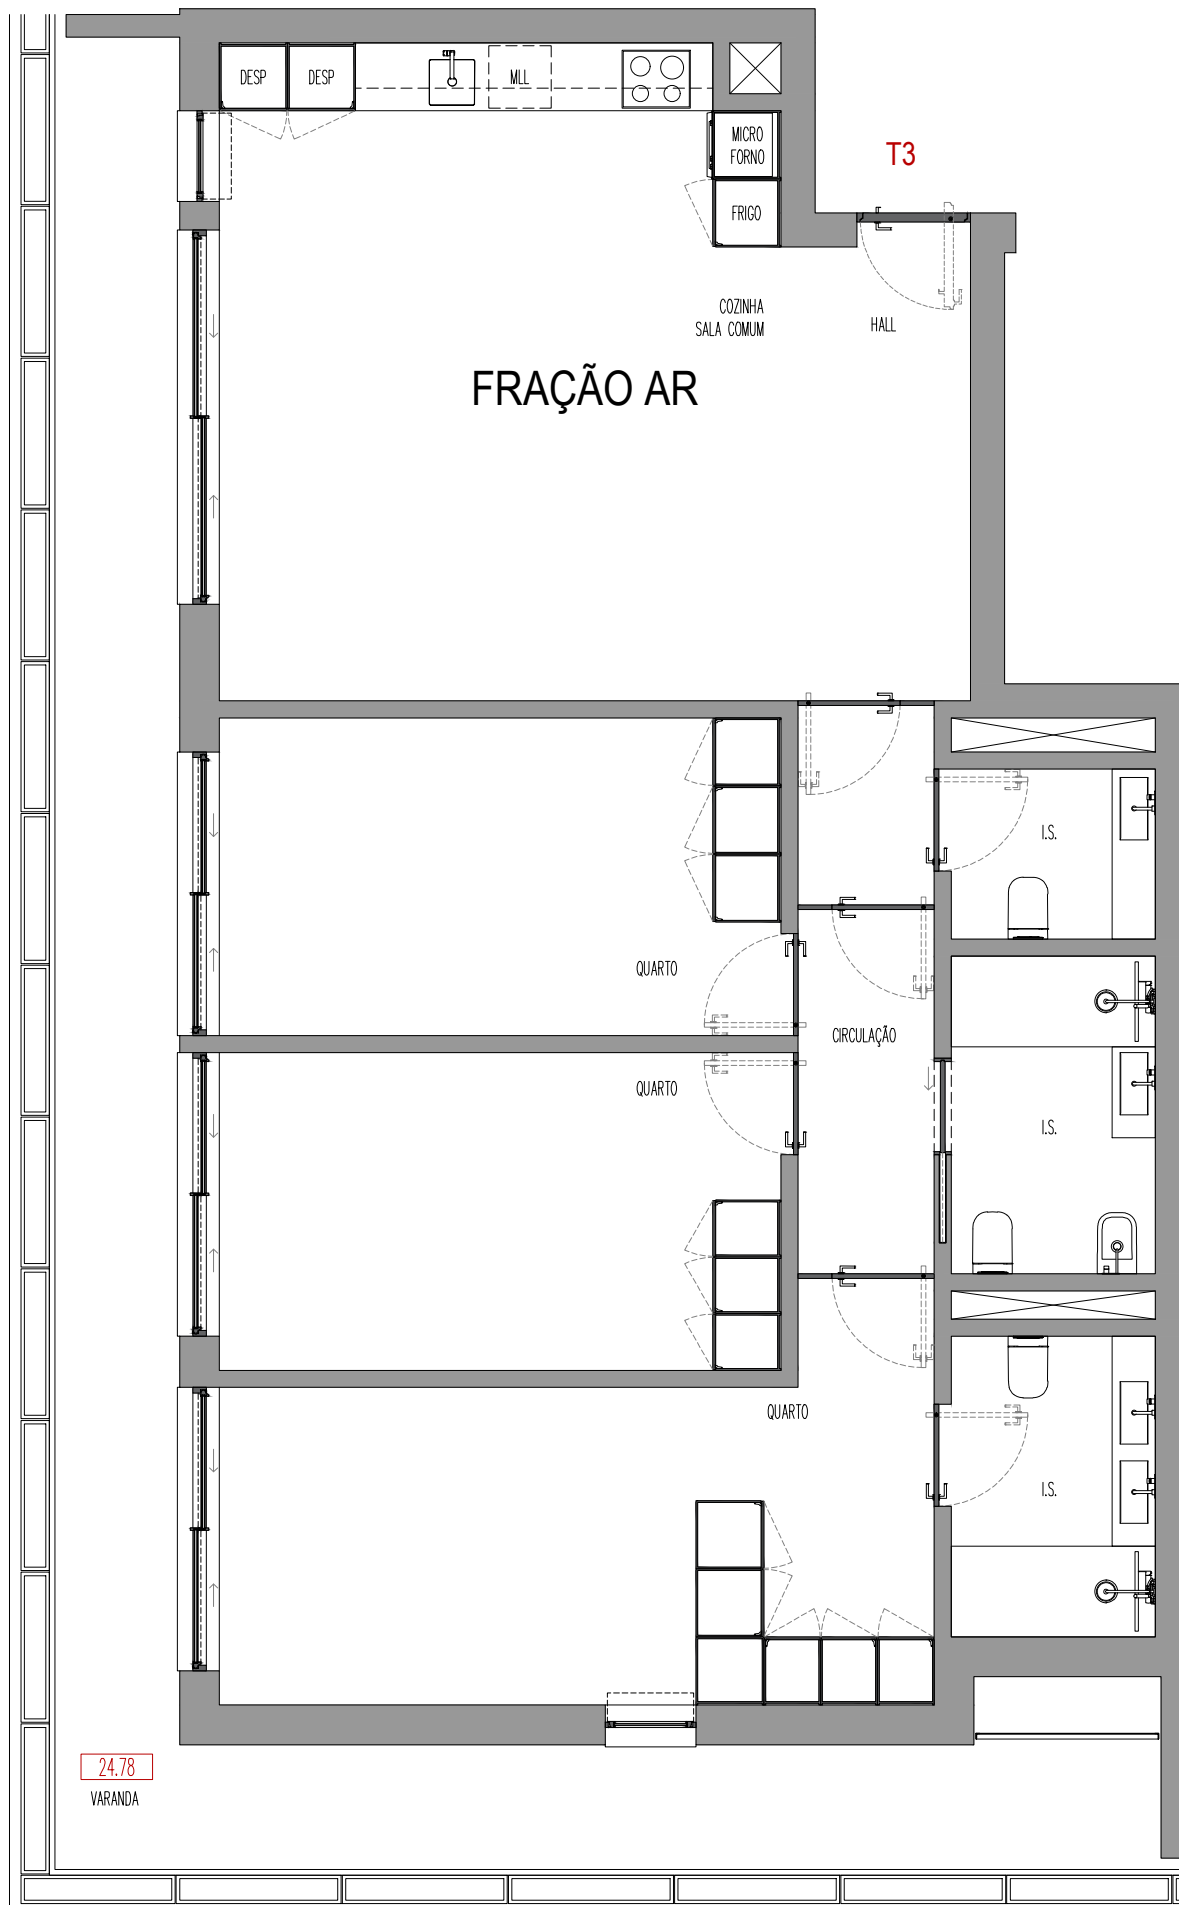 DESP
DESP
MLL
MICRO
FORNO
FRIGO
T3
COZINHA
SALA COMUM
HALL
FRAÇÃO AR
I.S.
QUARTO
CIRCULAÇÃO
QUARTO
I.S.
QUARTO
I.S.
24.78
VARANDA